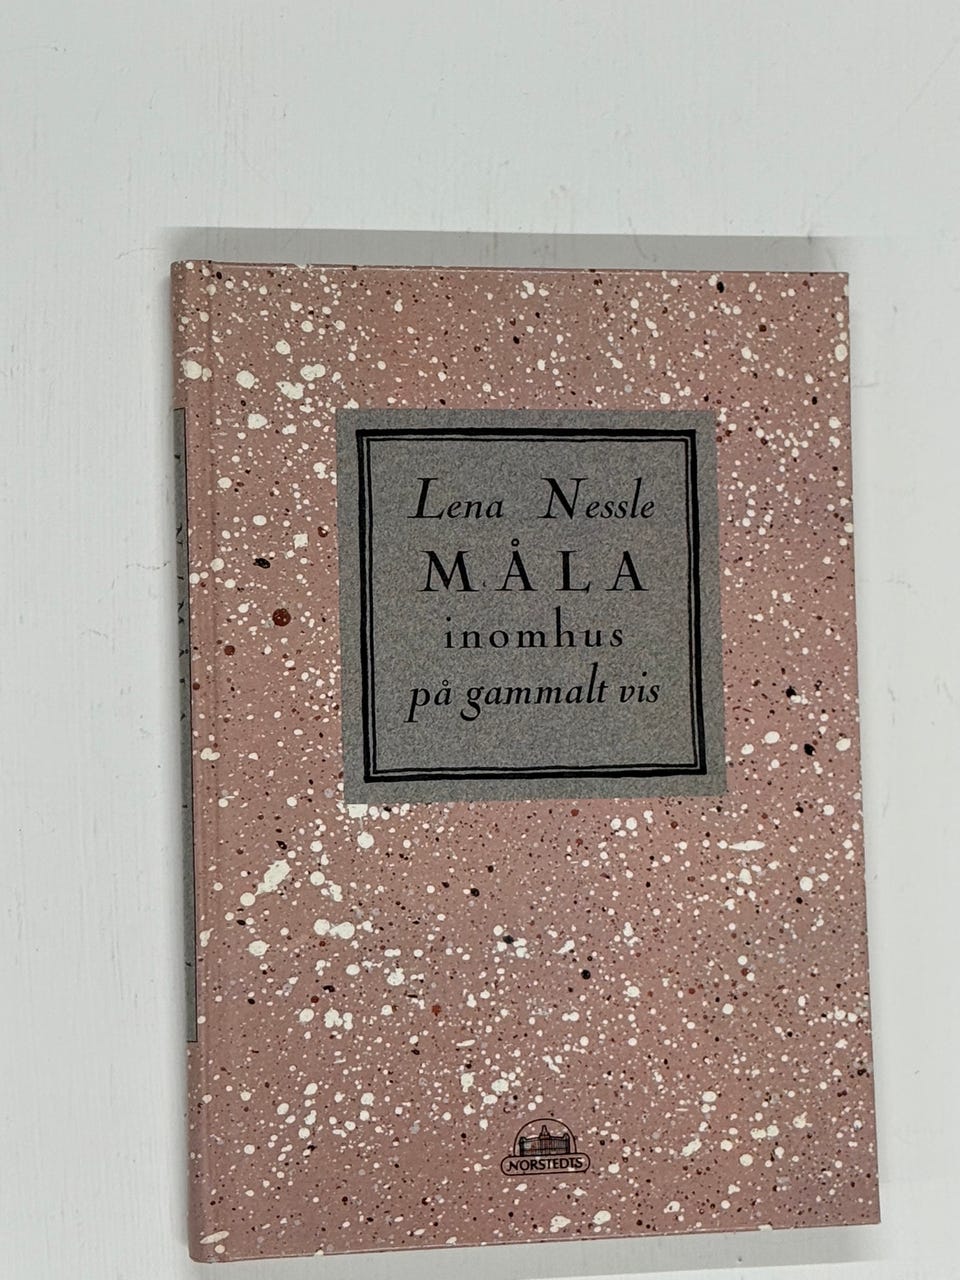 Lena Nessle
MÅLA
inomhus
på gammalt vis
NORSTEDTS